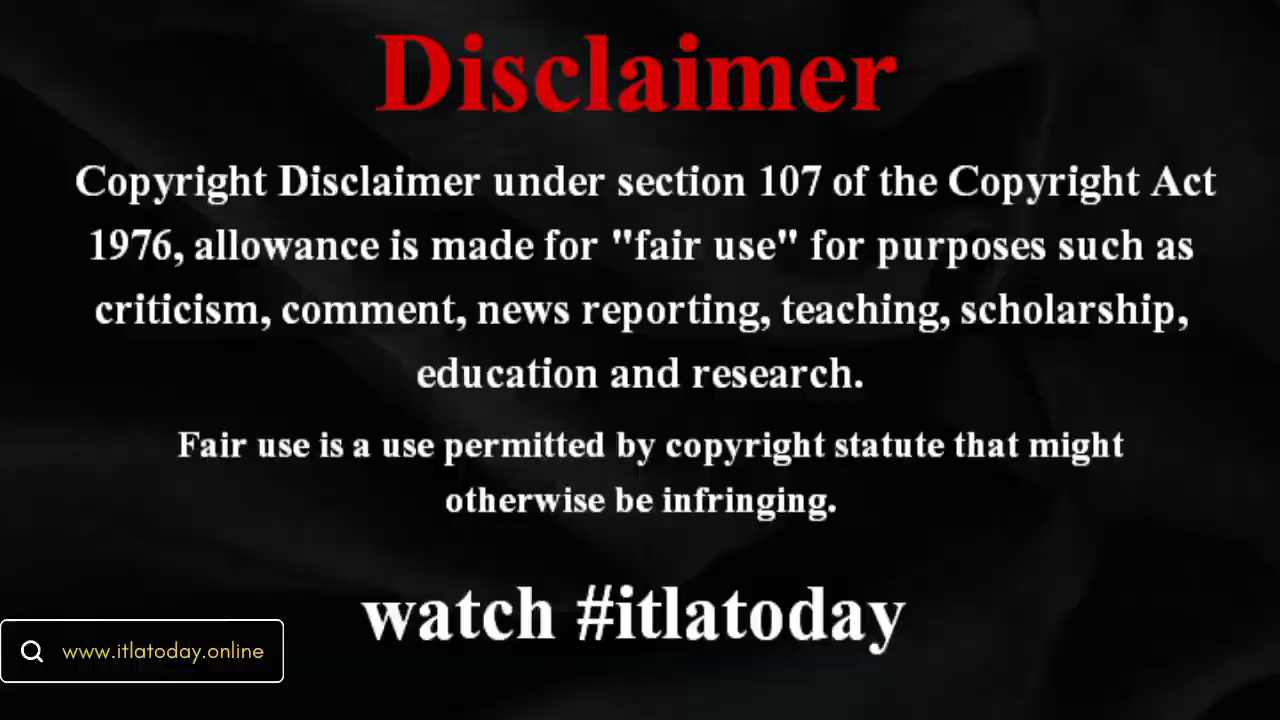 Disclaimer
Copyright Disclaimer under section 107 of the Copyright Act
1976, allowance is made for "fair use" for purposes such as
criticism, comment, news reporting, teaching, scholarship,
education and research.
Fair use is a use permitted by copyright statute that might
otherwise be infringing.
watch #itlatoday
www.itlatoday.online